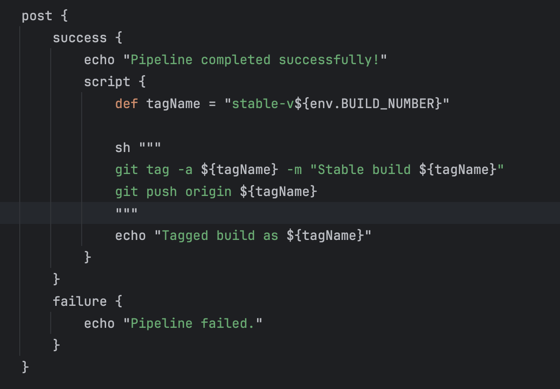 post {
    success {
        echo "Pipeline completed successfully!"
        script {
            def tagName = "stable-v${env.BUILD_NUMBER}"

            sh """
            git tag -a ${tagName} -m "Stable build ${tagName}"
            git push origin ${tagName}
            """
            echo "Tagged build as ${tagName}"
        }
    }
    failure {
        echo "Pipeline failed."
    }
}